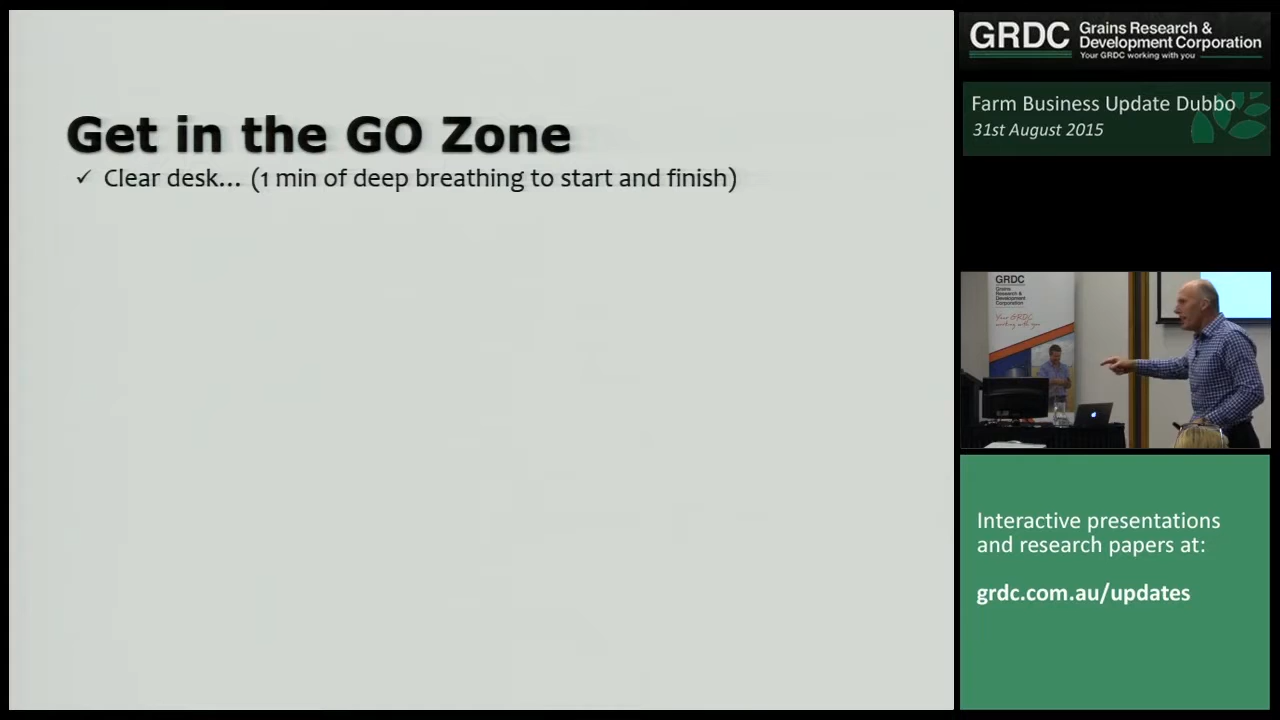 Get in the GO Zone
✓ Clear desk... (1 min of deep breathing to start and finish)
GRDC Grains Research &
Development Corporation
Your GRDC working with you
Farm Business Update Dubbo
31st August 2015
GRDC
Grains
Research &
Development
Corporation
Your GRDC
working with you
Interactive presentations
and research papers at:
grdc.com.au/updates